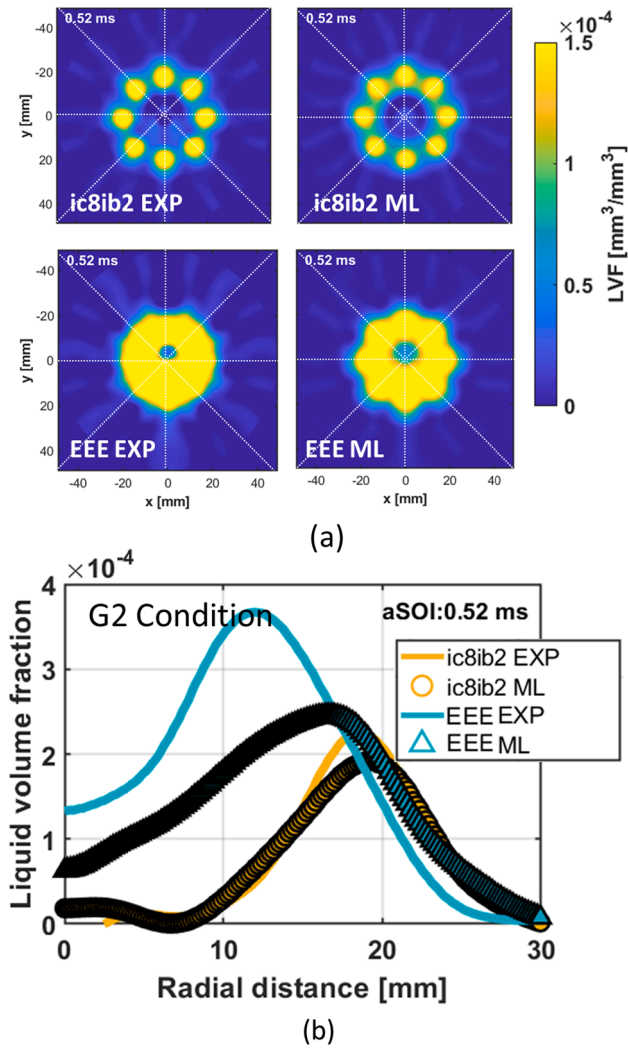 0.52 ms
0.52 ms
×10⁻⁴
-40
-20
0
20
40
y [mm]
ic8ib2 EXP
ic8ib2 ML
1.5
1
0.5
0
LVF [mm³/mm³]
0.52 ms
0.52 ms
-40
-20
0
20
40
y [mm]
EEE EXP
EEE ML
-40 -20 0 20 40
-40 -20 0 20 40
x [mm]
x [mm]
(a)
×10⁻⁴
4
3
2
1
0
Liquid volume fraction
G2 Condition
aSOI:0.52 ms
ic8ib2 EXP
ic8ib2 ML
EEE EXP
EEE ML
0 10 20 30
Radial distance [mm]
(b)